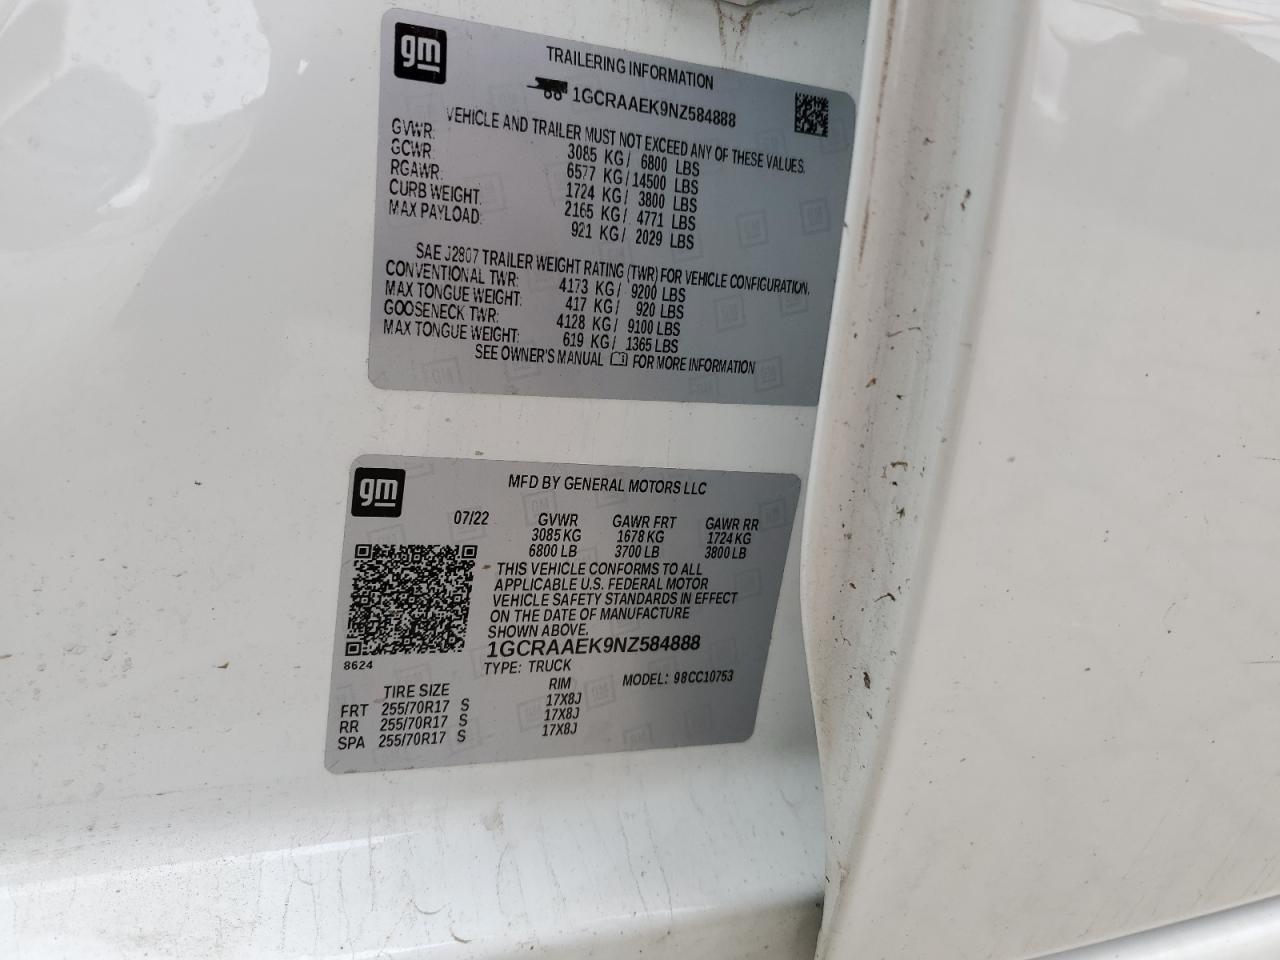 gm
TRAILERING INFORMATION
1GCRAAEK9NZ584888
VEHICLE AND TRAILER MUST NOT EXCEED ANY OF THESE VALUES.
GVWR: 3085 KG/ 6800 LBS
GCWR: 6577 KG/14500 LBS
RGAWR: 1724 KG/ 3800 LBS
CURB WEIGHT: 2165 KG/ 4771 LBS
MAX PAYLOAD: 921 KG/ 2029 LBS
SAE J2807 TRAILER WEIGHT RATING (TWR) FOR VEHICLE CONFIGURATION.
CONVENTIONAL TWR: 4173 KG/ 9200 LBS
MAX TONGUE WEIGHT: 417 KG/ 920 LBS
GOOSENECK TWR: 4128 KG/ 9100 LBS
MAX TONGUE WEIGHT: 619 KG/ 1365 LBS
SEE OWNER'S MANUAL FOR MORE INFORMATION
gm
MFD BY GENERAL MOTORS LLC
07/22 GVWR GAWR FRT GAWR RR
3085 KG 1678 KG 1724 KG
6800 LB 3700 LB 3800 LB
THIS VEHICLE CONFORMS TO ALL
APPLICABLE U.S. FEDERAL MOTOR
VEHICLE SAFETY STANDARDS IN EFFECT
ON THE DATE OF MANUFACTURE
SHOWN ABOVE.
1GCRAAEK9NZ584888
8624
TYPE: TRUCK
MODEL: 98CC10753
TIRE SIZE RIM
FRT 255/70R17 S 17X8J
RR 255/70R17 S 17X8J
SPA 255/70R17 S 17X8J